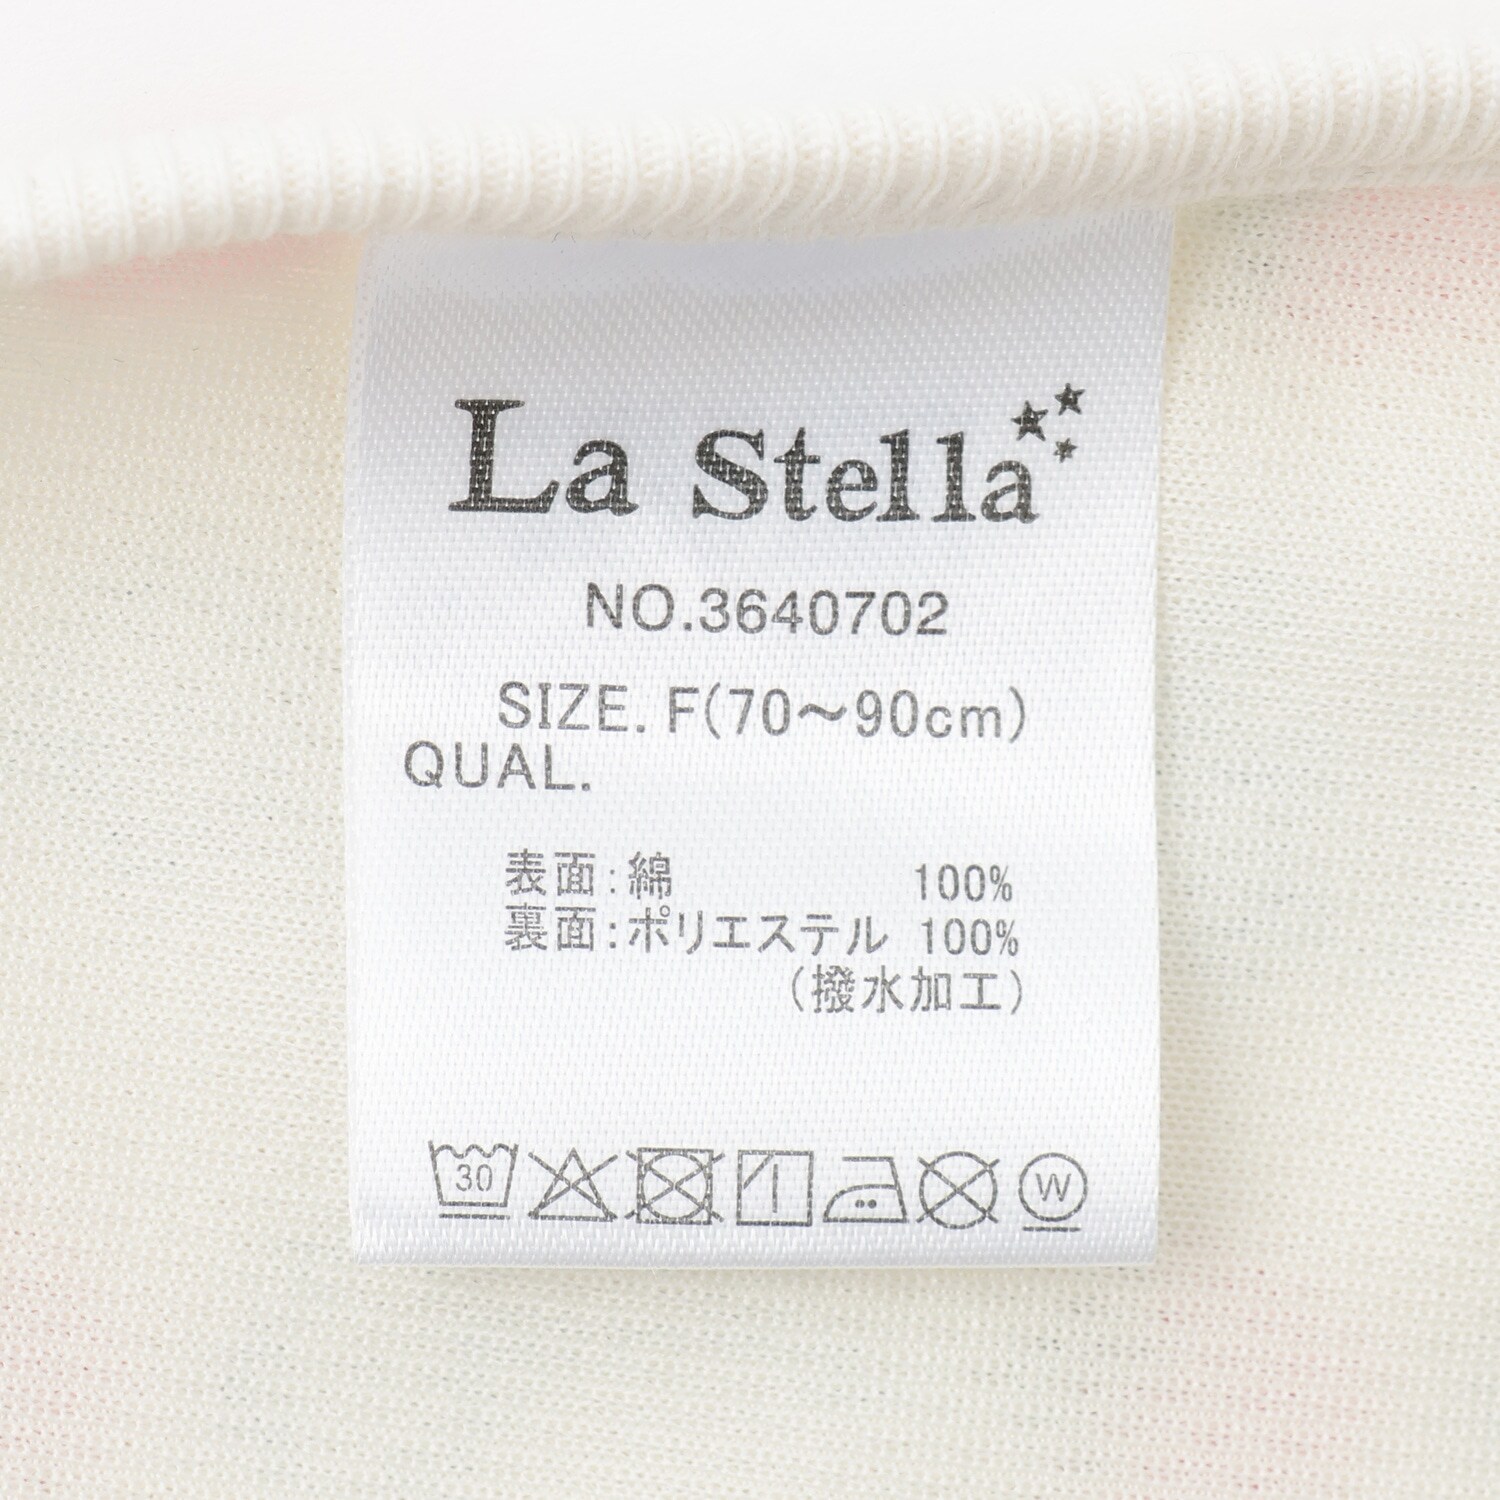 La Stella
NO.3640702
SIZE. F(70～90cm)
QUAL.
表面:綿 100%
裏面:ポリエステル 100%
(撥水加工)
30 W